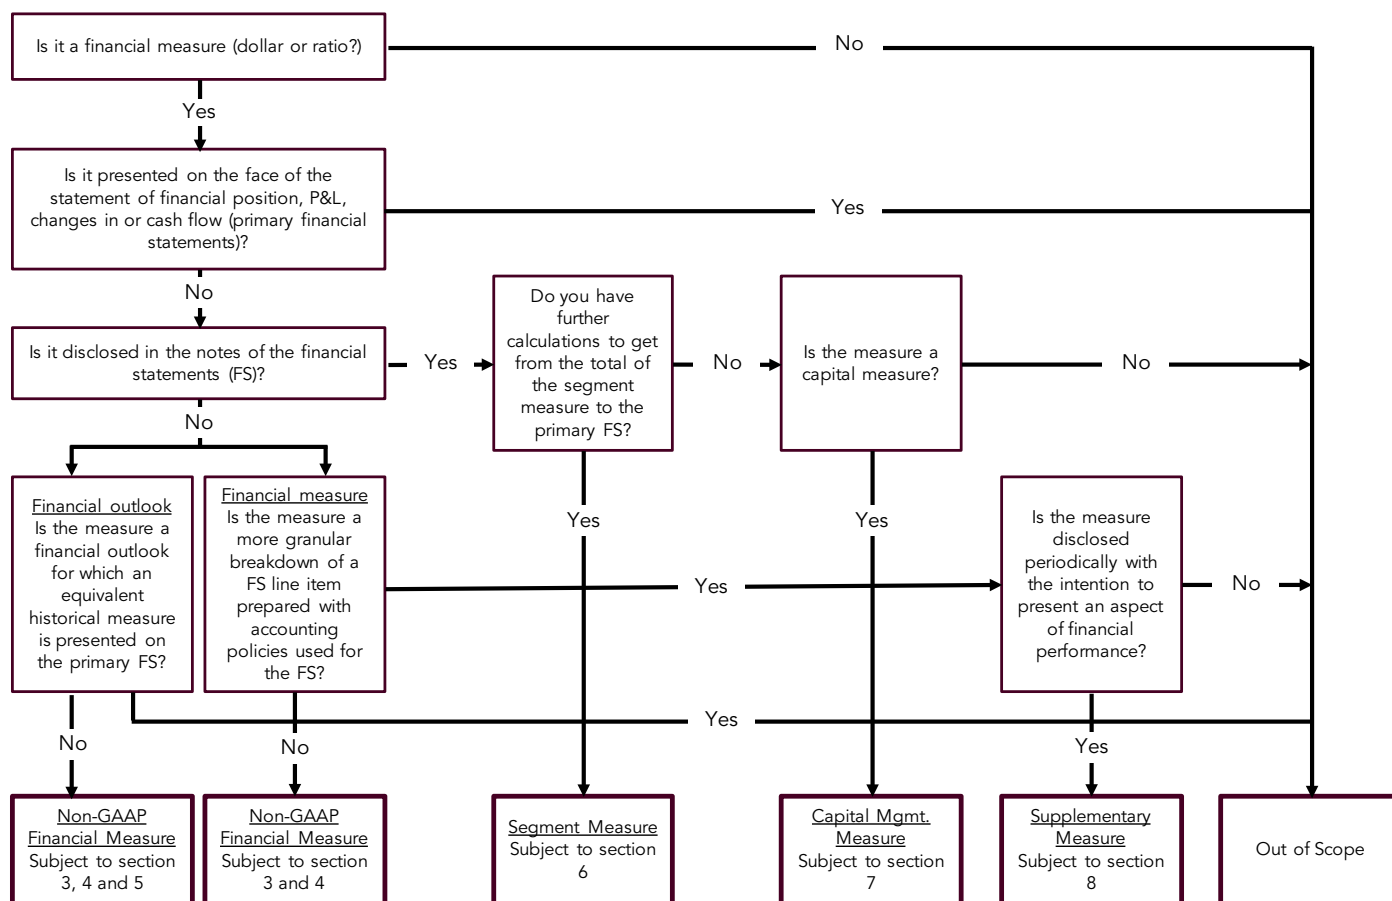 Is it a financial measure (dollar or ratio?)
No
Yes
Is it presented on the face of the
statement of financial position, P&L,
changes in or cash flow (primary financial
statements)?
Yes
No
Is it disclosed in the notes of the financial
statements (FS)?
Yes
Do you have
further
calculations to get
from the total of
the segment
measure to the
primary FS?
No
Is the measure a
capital measure?
No
No
Financial outlook
Is the measure a
financial outlook
for which an
equivalent
historical measure
is presented on
the primary FS?
Financial measure
Is the measure a
more granular
breakdown of a
FS line item
prepared with
accounting
policies used for
the FS?
Yes
Yes
Yes
Is the measure
disclosed
periodically with
the intention to
present an aspect
of financial
performance?
No
Yes
No
No
Yes
Non-GAAP
Financial Measure
Subject to section
3, 4 and 5
Non-GAAP
Financial Measure
Subject to section
3 and 4
Segment Measure
Subject to section
6
Capital Mgmt.
Measure
Subject to section
7
Supplementary
Measure
Subject to section
8
Out of Scope